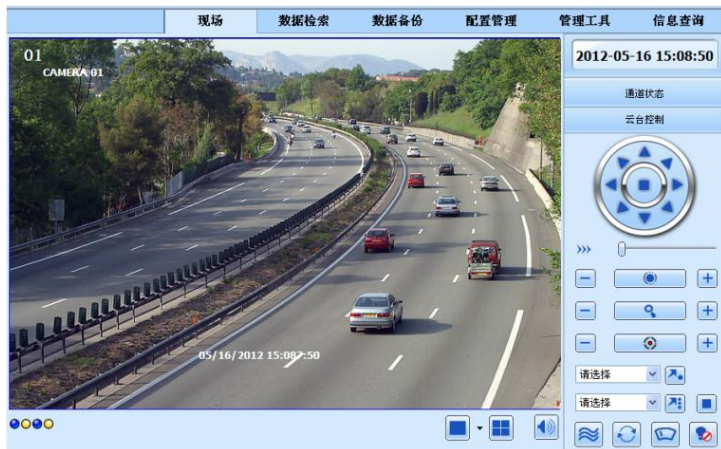 现场 数据检索 数据备份 配置管理 管理工具 信息查询
01
CAMERA 01
2012-05-16 15:08:50
通道状态
云台控制
05/16/2012 15:08?:50
请选择
请选择